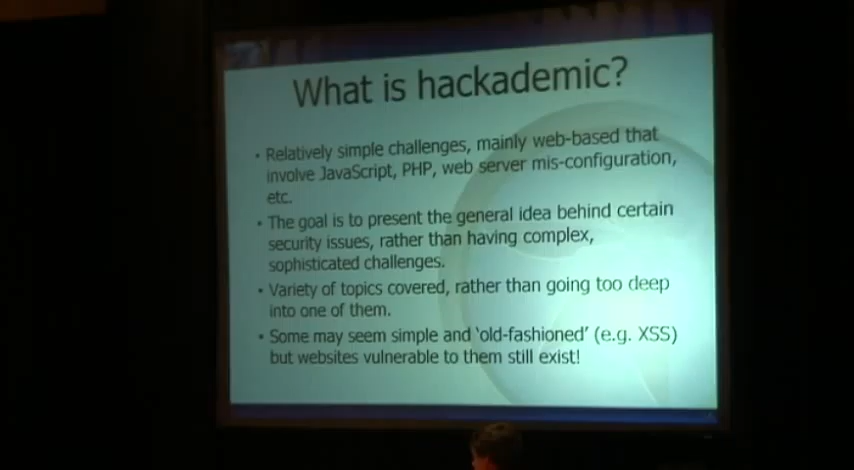 What is hackademic?
• Relatively simple challenges, mainly web-based that
involve JavaScript, PHP, web server mis-configuration,
etc.
• The goal is to present the general idea behind certain
security issues, rather than having complex,
sophisticated challenges.
• Variety of topics covered, rather than going too deep
into one of them.
• Some may seem simple and ‘old-fashioned’ (e.g. XSS)
but websites vulnerable to them still exist!